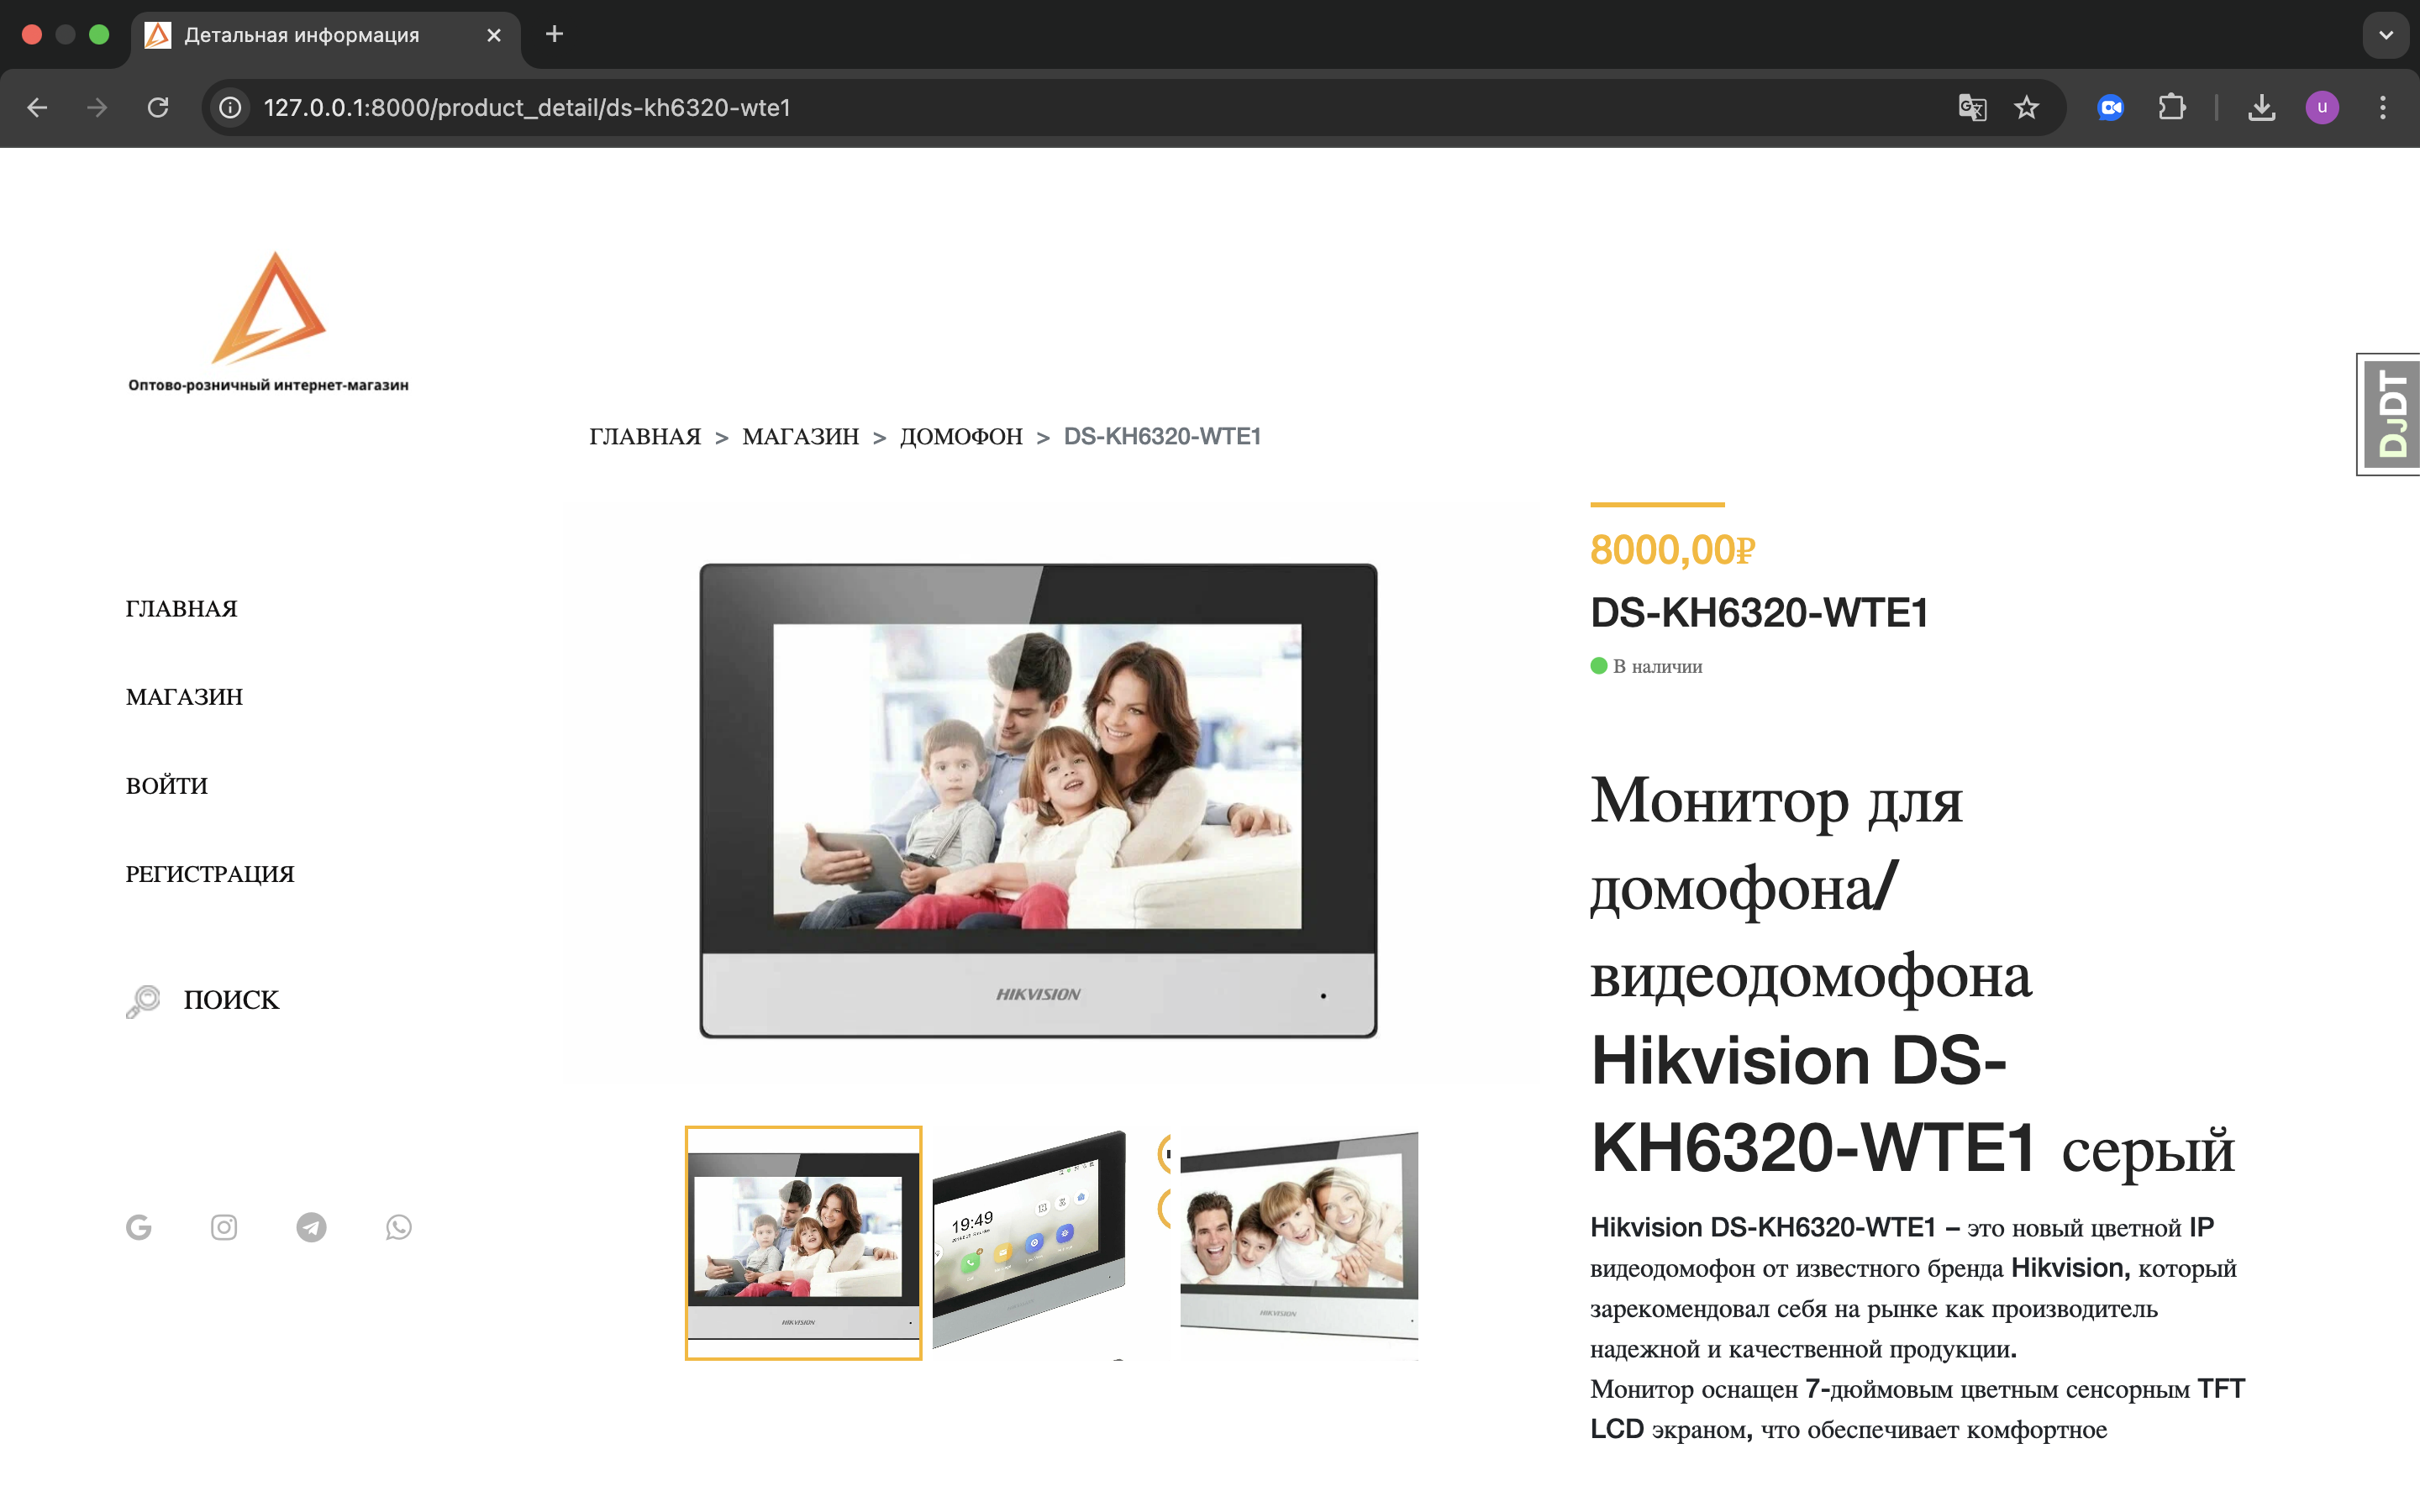 Детальная информация
127.0.0.1:8000/product_detail/ds-kh6320-wte1
u
Оптово-розничный интернет-магазин
ГЛАВНАЯ > МАГАЗИН > ДОМОФОН > DS-KH6320-WTE1
DJDT
8000,00₽
DS-KH6320-WTE1
В наличии
ГЛАВНАЯ
МАГАЗИН
ВОЙТИ
РЕГИСТРАЦИЯ
ПОИСК
HIKVISION
Монитор для
домофона/
видеодомофона
Hikvision DS-
KH6320-WTE1 серый
HIKVISION
19:49
HIKVISION
Hikvision DS-KH6320-WTE1 – это новый цветной IP
видеодомофон от известного бренда Hikvision, который
зарекомендовал себя на рынке как производитель
надежной и качественной продукции.
Монитор оснащен 7-дюймовым цветным сенсорным TFT
LCD экраном, что обеспечивает комфортное